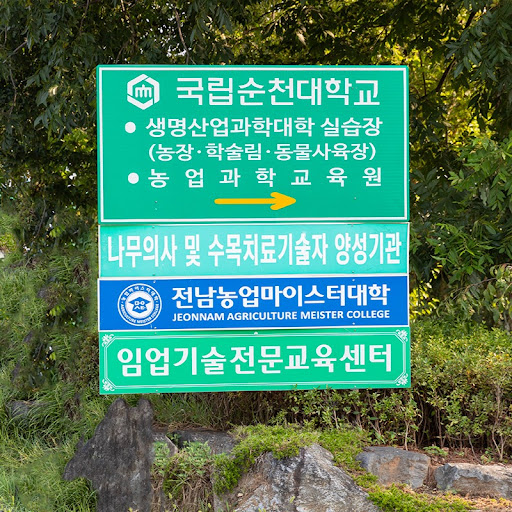 국립순천대학교
• 생명산업과학대학 실습장
(농장·학술림·동물사육장)
• 농업과학교육원
나무의사 및 수목치료기술자 양성기관
전남농업마이스터대학
JEONNAM AGRICULTURE MEISTER COLLEGE
임업기술전문교육센터